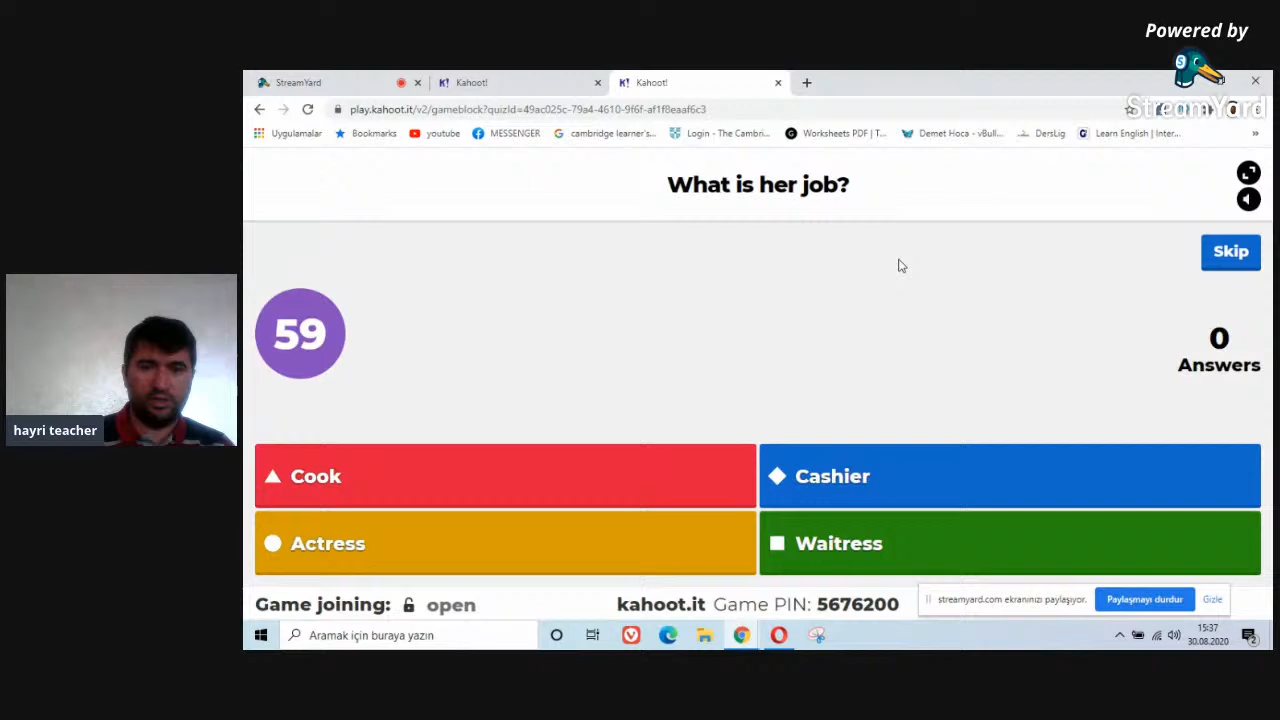 Powered by
StreamYard
StreamYard
Kahoot!
Kahoot!
play.kahoot.it/v2/gameblock?quizId=49ac025c-79a4-4610-9f6f-af1f8eaaf6c3
Uygulamalar
Bookmarks
youtube
MESSENGER
cambridge learner's...
Login - The Cambri...
Worksheets PDF | T...
Demet Hoca - vBull...
DersLig
Learn English | Inter...
What is her job?
Skip
59
0
Answers
hayri teacher
Cook
Cashier
Actress
Waitress
Game joining: open
kahoot.it Game PIN: 5676200
streamyard.com ekranınızı paylaşıyor.
Paylaşmayı durdur
Gizle
Aramak için buraya yazın
15:37
30.08.2020
2